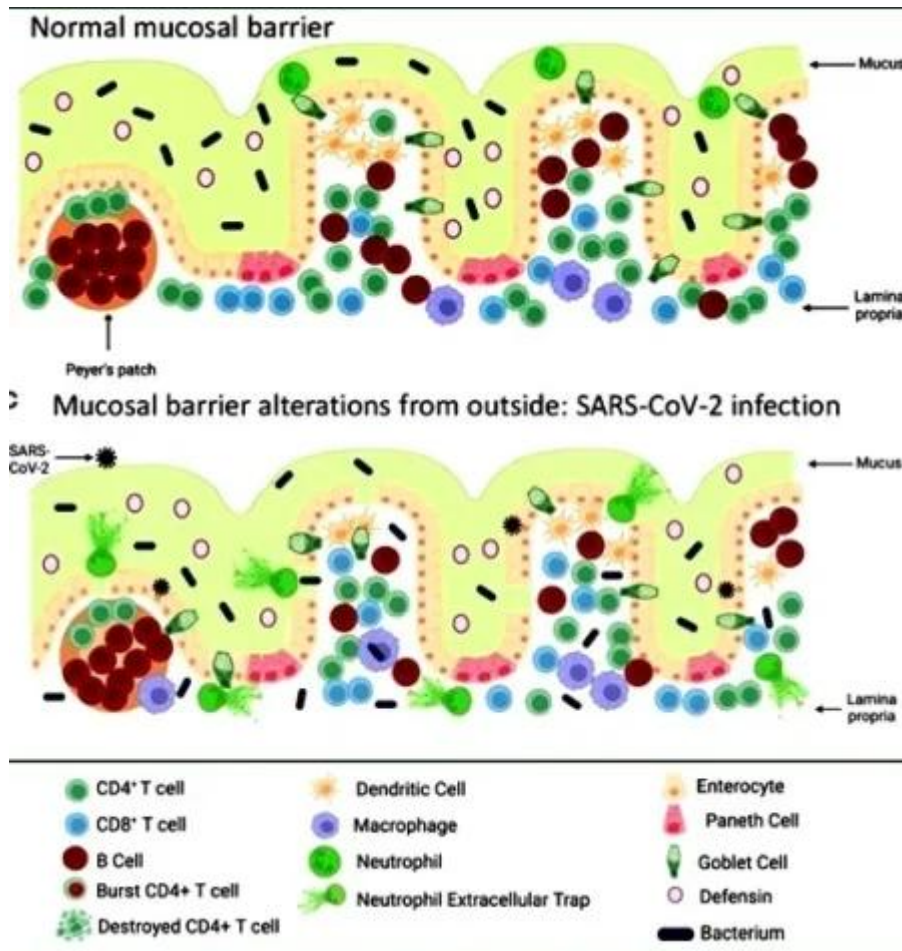 Normal mucosal barrier
Mucus
Lamina
propria
Peyer's patch
Mucosal barrier alterations from outside: SARS-CoV-2 infection
SARS-
CoV-2
Mucus
Lamina
propria
CD4+ T cell
Dendritic Cell
Enterocyte
CD8+ T cell
Macrophage
Paneth Cell
B Cell
Neutrophil
Goblet Cell
Burst CD4+ T cell
Neutrophil Extracellular Trap
Defensin
Destroyed CD4+ T cell
Bacterium